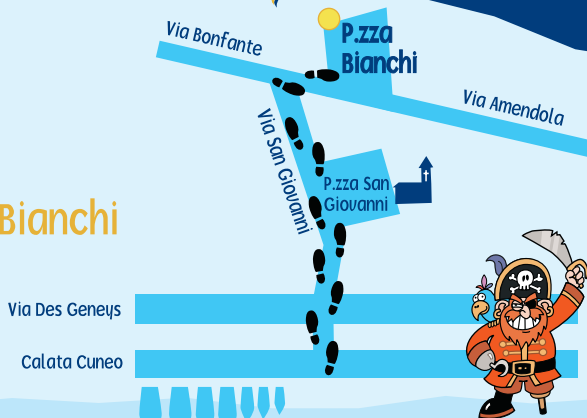 Via Bonfante
P.zza
Bianchi
Via Amendola
Via San Giovanni
P.zza San
Giovanni
Bianchi
Via Des Geneys
Calata Cuneo